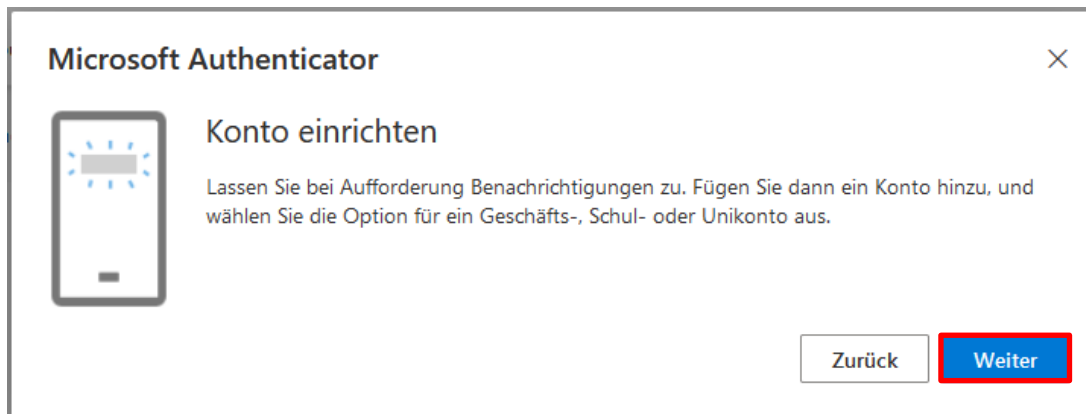 Microsoft Authenticator
Konto einrichten
Lassen Sie bei Aufforderung Benachrichtigungen zu. Fügen Sie dann ein Konto hinzu, und
wählen Sie die Option für ein Geschäfts-, Schul- oder Unikonto aus.
Zurück
Weiter